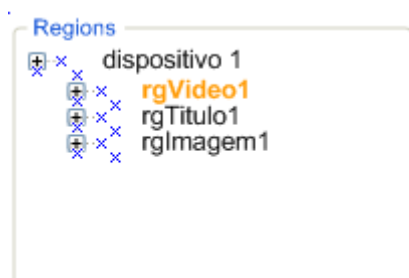 Regions
dispositivo 1
rgVideo1
rgTitulo1
rgImagem1